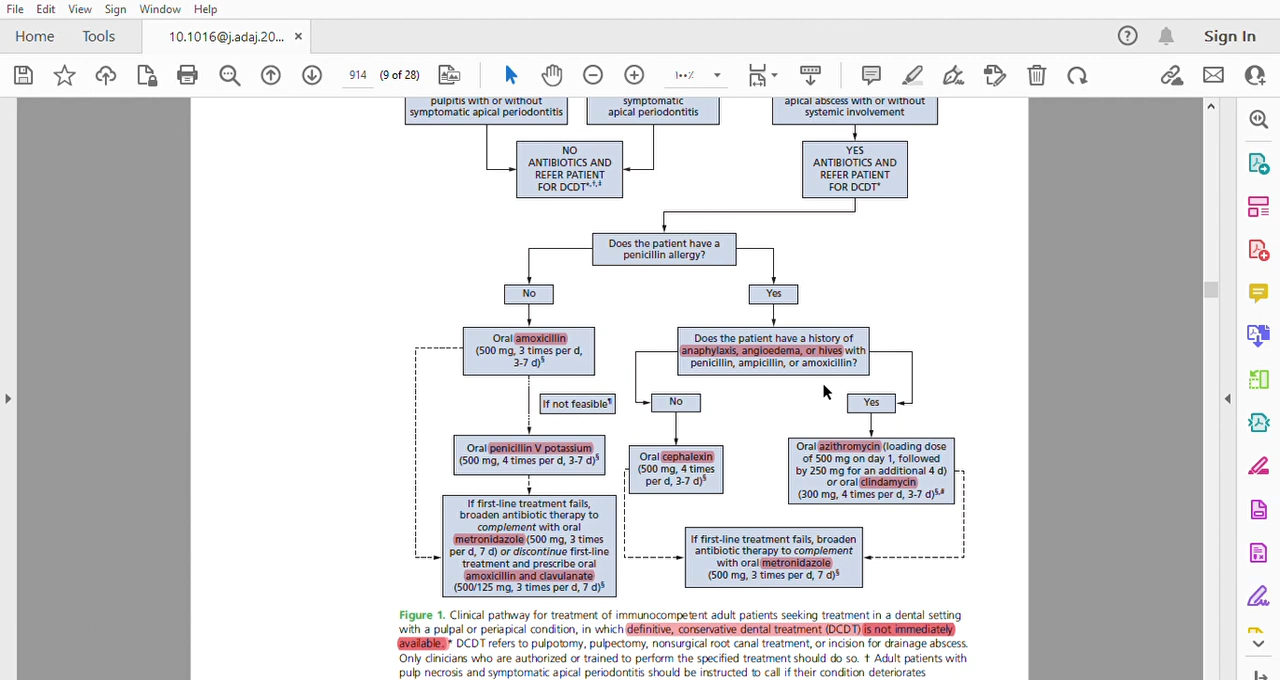 File Edit View Sign Window Help
Home Tools 10.1016@j.adaj.20... × Sign In
914 (9 of 28)
pulpitis with or without
symptomatic apical periodontitis
symptomatic
apical periodontitis
apical abscess with or without
systemic involvement
NO
ANTIBIOTICS AND
REFER PATIENT
FOR DCDT*,†,‡
YES
ANTIBIOTICS AND
REFER PATIENT
FOR DCDT*
Does the patient have a
penicillin allergy?
No
Yes
Oral amoxicillin
(500 mg, 3 times per d,
3-7 d)§
Does the patient have a history of
anaphylaxis, angioedema, or hives with
penicillin, ampicillin, or amoxicillin?
If not feasible¶
No
Yes
Oral penicillin V potassium
(500 mg, 4 times per d, 3-7 d)§
Oral cephalexin
(500 mg, 4 times
per d, 3-7 d)§
Oral azithromycin (loading dose
of 500 mg on day 1, followed
by 250 mg for an additional 4 d)
or oral clindamycin
(300 mg, 4 times per d, 3-7 d)§,#
If first-line treatment fails,
broaden antibiotic therapy to
complement with oral
metronidazole (500 mg, 3 times
per d, 7 d) or discontinue first-line
treatment and prescribe oral
amoxicillin and clavulanate
(500/125 mg, 3 times per d, 7 d)§
If first-line treatment fails, broaden
antibiotic therapy to complement
with oral metronidazole
(500 mg, 3 times per d, 7 d)§
Figure 1. Clinical pathway for treatment of immunocompetent adult patients seeking treatment in a dental setting
with a pulpal or periapical condition, in which definitive, conservative dental treatment (DCDT) is not immediately
available. * DCDT refers to pulpotomy, pulpectomy, nonsurgical root canal treatment, or incision for drainage abscess.
Only clinicians who are authorized or trained to perform the specified treatment should do so. † Adult patients with
pulp necrosis and symptomatic apical periodontitis should be instructed to call if their condition deteriorates